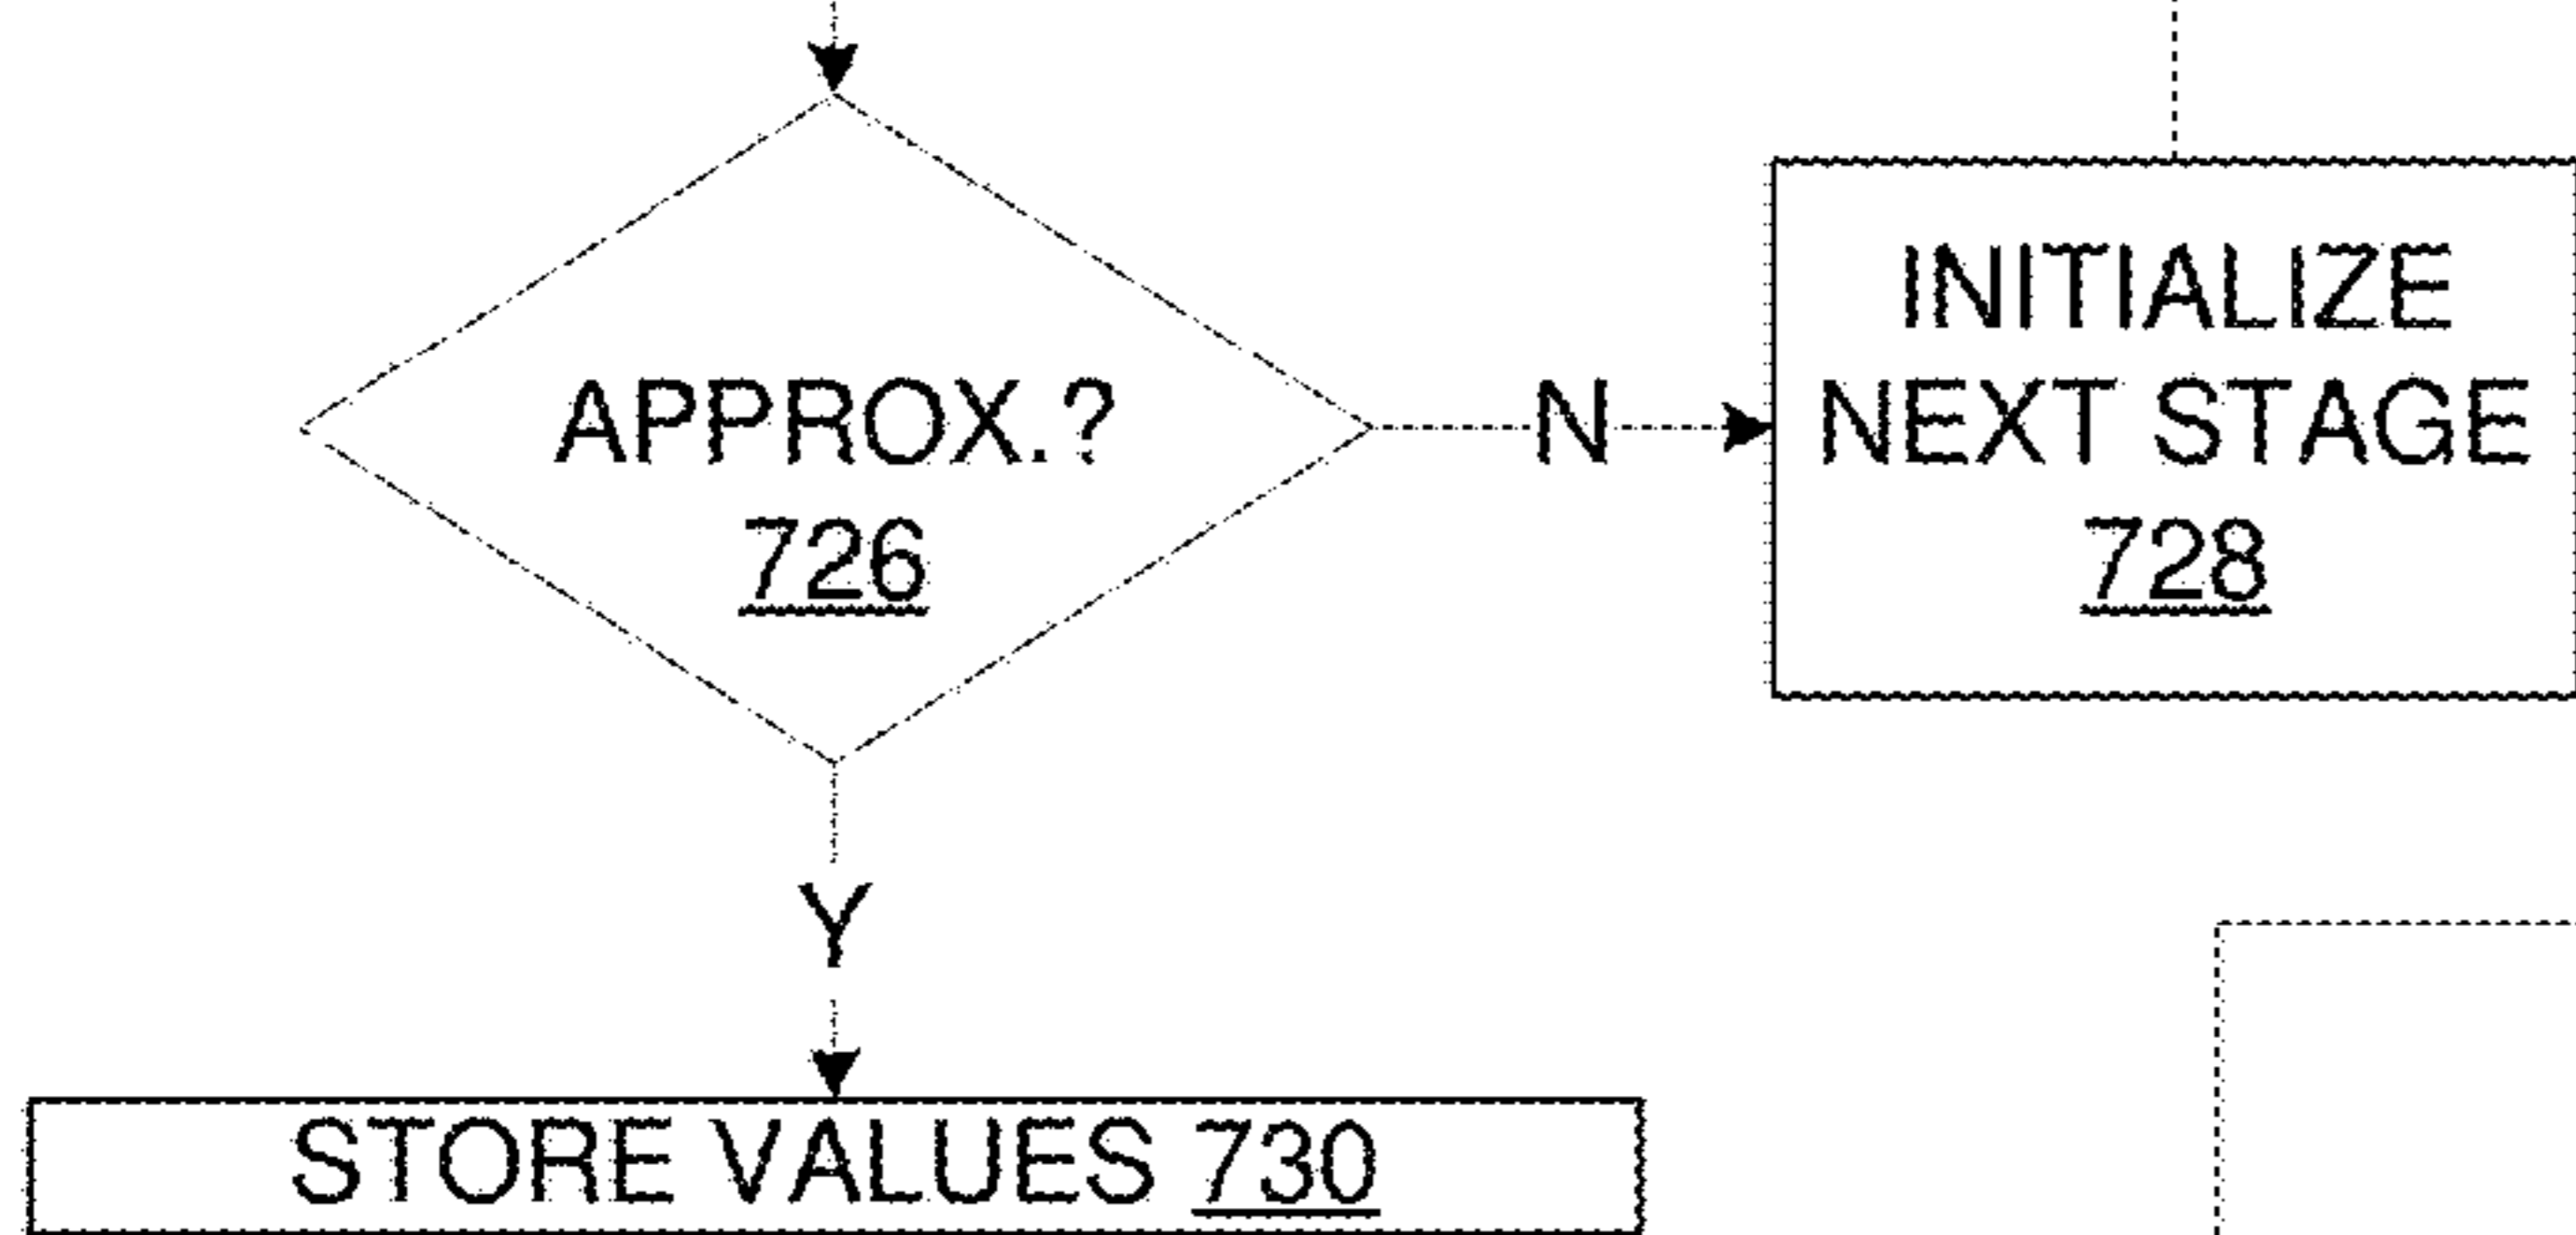 APPROX.?
726
N
INITIALIZE
NEXT STAGE
728
Y
STORE VALUES 730